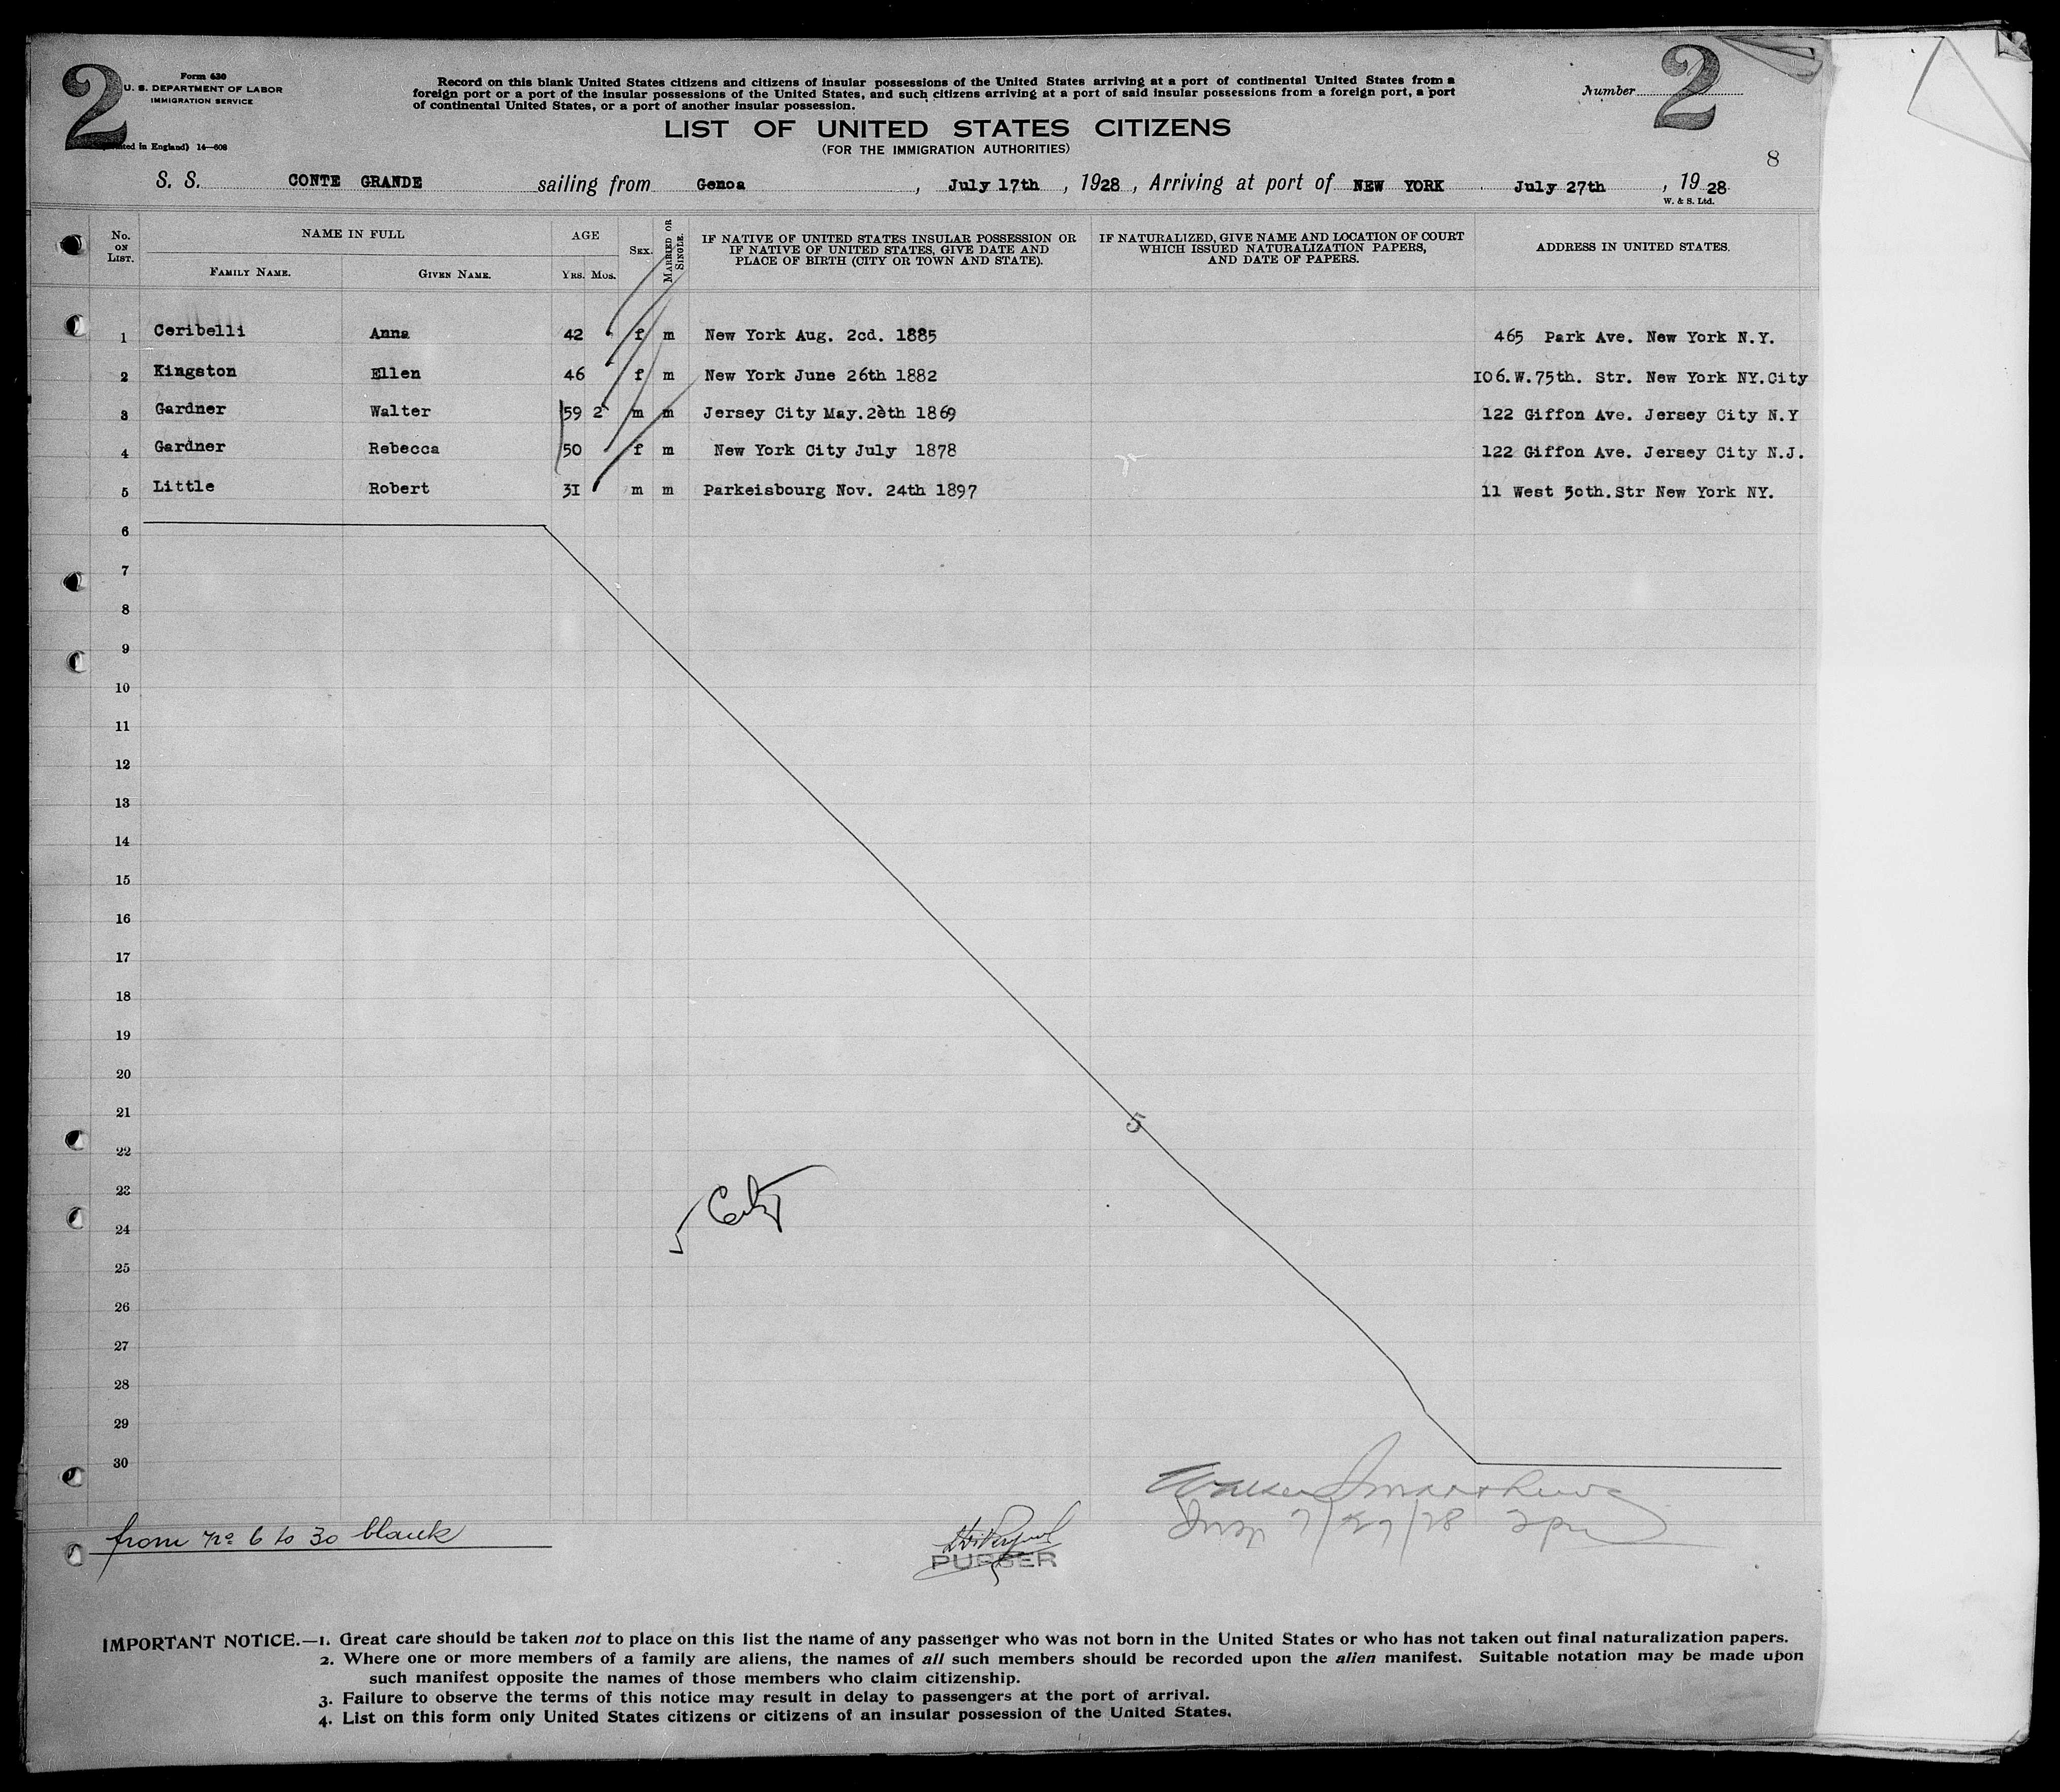 2
Form 630
U. S. DEPARTMENT OF LABOR
IMMIGRATION SERVICE
ted in England) 14—608
Record on this blank United States citizens and citizens of insular possessions of the United States arriving at a port of continental United States from a
foreign port or a port of the insular possessions of the United States, and such citizens arriving at a port of said insular possessions from a foreign port, a port
of continental United States, or a port of another insular possession.
Number 2
LIST OF UNITED STATES CITIZENS
(FOR THE IMMIGRATION AUTHORITIES)
8
S. S. CONTE GRANDE sailing from Genoa, July 17th, 1928, Arriving at port of NEW YORK July 27th, 1928
W. & S. Ltd.
No. ON LIST. NAME IN FULL AGE SEX. MARRIED OR SINGLE. IF NATIVE OF UNITED STATES INSULAR POSSESSION OR IF NATIVE OF UNITED STATES, GIVE DATE AND PLACE OF BIRTH (CITY OR TOWN AND STATE). IF NATURALIZED, GIVE NAME AND LOCATION OF COURT WHICH ISSUED NATURALIZATION PAPERS, AND DATE OF PAPERS. ADDRESS IN UNITED STATES.
FAMILY NAME. GIVEN NAME. YRS. MOS.
1 Ceribelli Anna 42 f m New York Aug. 2cd. 1885 465 Park Ave. New York N.Y.
2 Kingston Ellen 46 f m New York June 26th 1882 106.W.75th. Str. New York NY.City
3 Gardner Walter 59 2 m m Jersey City May. 1869 122 Giffon Ave. Jersey City N.Y
4 Gardner Rebecca 50 f m New York City July 1878 122 Giffon Ave. Jersey City N.J.
5 Little Robert 31 m m Parkeisbourg Nov. 24th 1897 11 West 50th.Str New York NY.
6
7
8
9
10
11
12
13
14
15
16
17
18
19
20
21
5
22
23
24
25
26
27
28
29
30
from no 6 to 30 blank
PURSER
7/27/28 2pm
IMPORTANT NOTICE.—1. Great care should be taken not to place on this list the name of any passenger who was not born in the United States or who has not taken out final naturalization papers.
2. Where one or more members of a family are aliens, the names of all such members should be recorded upon the alien manifest. Suitable notation may be made upon
such manifest opposite the names of those members who claim citizenship.
3. Failure to observe the terms of this notice may result in delay to passengers at the port of arrival.
4. List on this form only United States citizens or citizens of an insular possession of the United States.